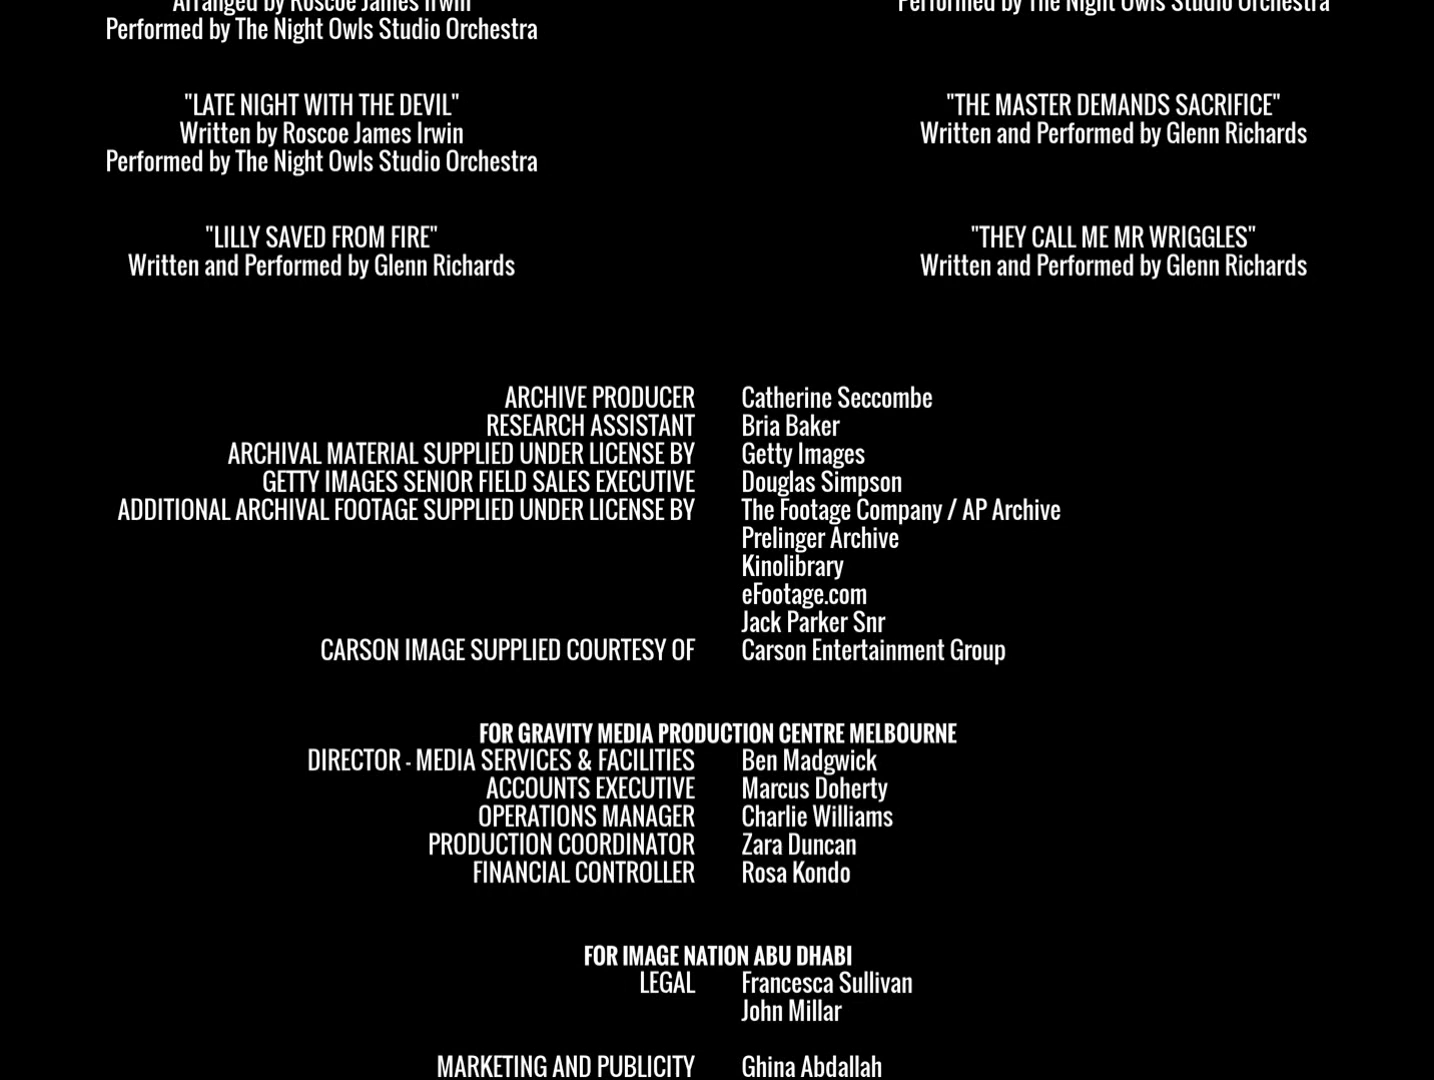 Arranged by Roscoe James Irwin
Performed by The Night Owls Studio Orchestra
Performed by The Night Owls Studio Orchestra
"LATE NIGHT WITH THE DEVIL"
Written by Roscoe James Irwin
Performed by The Night Owls Studio Orchestra
"THE MASTER DEMANDS SACRIFICE"
Written and Performed by Glenn Richards
"LILLY SAVED FROM FIRE"
Written and Performed by Glenn Richards
"THEY CALL ME MR WRIGGLES"
Written and Performed by Glenn Richards
ARCHIVE PRODUCER Catherine Seccombe
RESEARCH ASSISTANT Bria Baker
ARCHIVAL MATERIAL SUPPLIED UNDER LICENSE BY Getty Images
GETTY IMAGES SENIOR FIELD SALES EXECUTIVE Douglas Simpson
ADDITIONAL ARCHIVAL FOOTAGE SUPPLIED UNDER LICENSE BY The Footage Company / AP Archive
Prelinger Archive
Kinolibrary
eFootage.com
Jack Parker Snr
CARSON IMAGE SUPPLIED COURTESY OF Carson Entertainment Group
FOR GRAVITY MEDIA PRODUCTION CENTRE MELBOURNE
DIRECTOR - MEDIA SERVICES & FACILITIES Ben Madgwick
ACCOUNTS EXECUTIVE Marcus Doherty
OPERATIONS MANAGER Charlie Williams
PRODUCTION COORDINATOR Zara Duncan
FINANCIAL CONTROLLER Rosa Kondo
FOR IMAGE NATION ABU DHABI
LEGAL Francesca Sullivan
John Millar
MARKETING AND PUBLICITY Ghina Abdallah